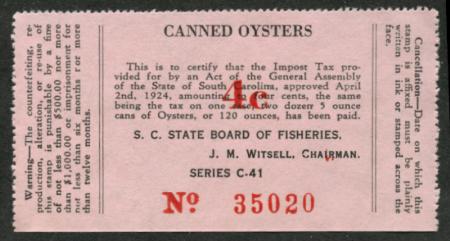 Warning—The counterfeiting, re-
production, alteration, or re-use of
this stamp is punishable by a fine
of not less than $500.00 nor more
than $1,000.00 or imprisonment for
not less than six months or more
than twelve months.
CANNED OYSTERS
This is to certify that the Impost Tax pro-
vided for by an Act of the General Assembly
of the State of South Carolina, approved April
2nd, 1924, amounting to four cents, the same
being the tax on one case, two dozen 5 ounce
cans of Oysters, or 120 ounces, has been paid.
4c
S. C. STATE BOARD OF FISHERIES.
J. M. WITSELL, CHAIRMAN.
SERIES C-41
No 35020
Cancellation—Date on which this
stamp is affixed must be plainly
written in ink or stamped across the
face.